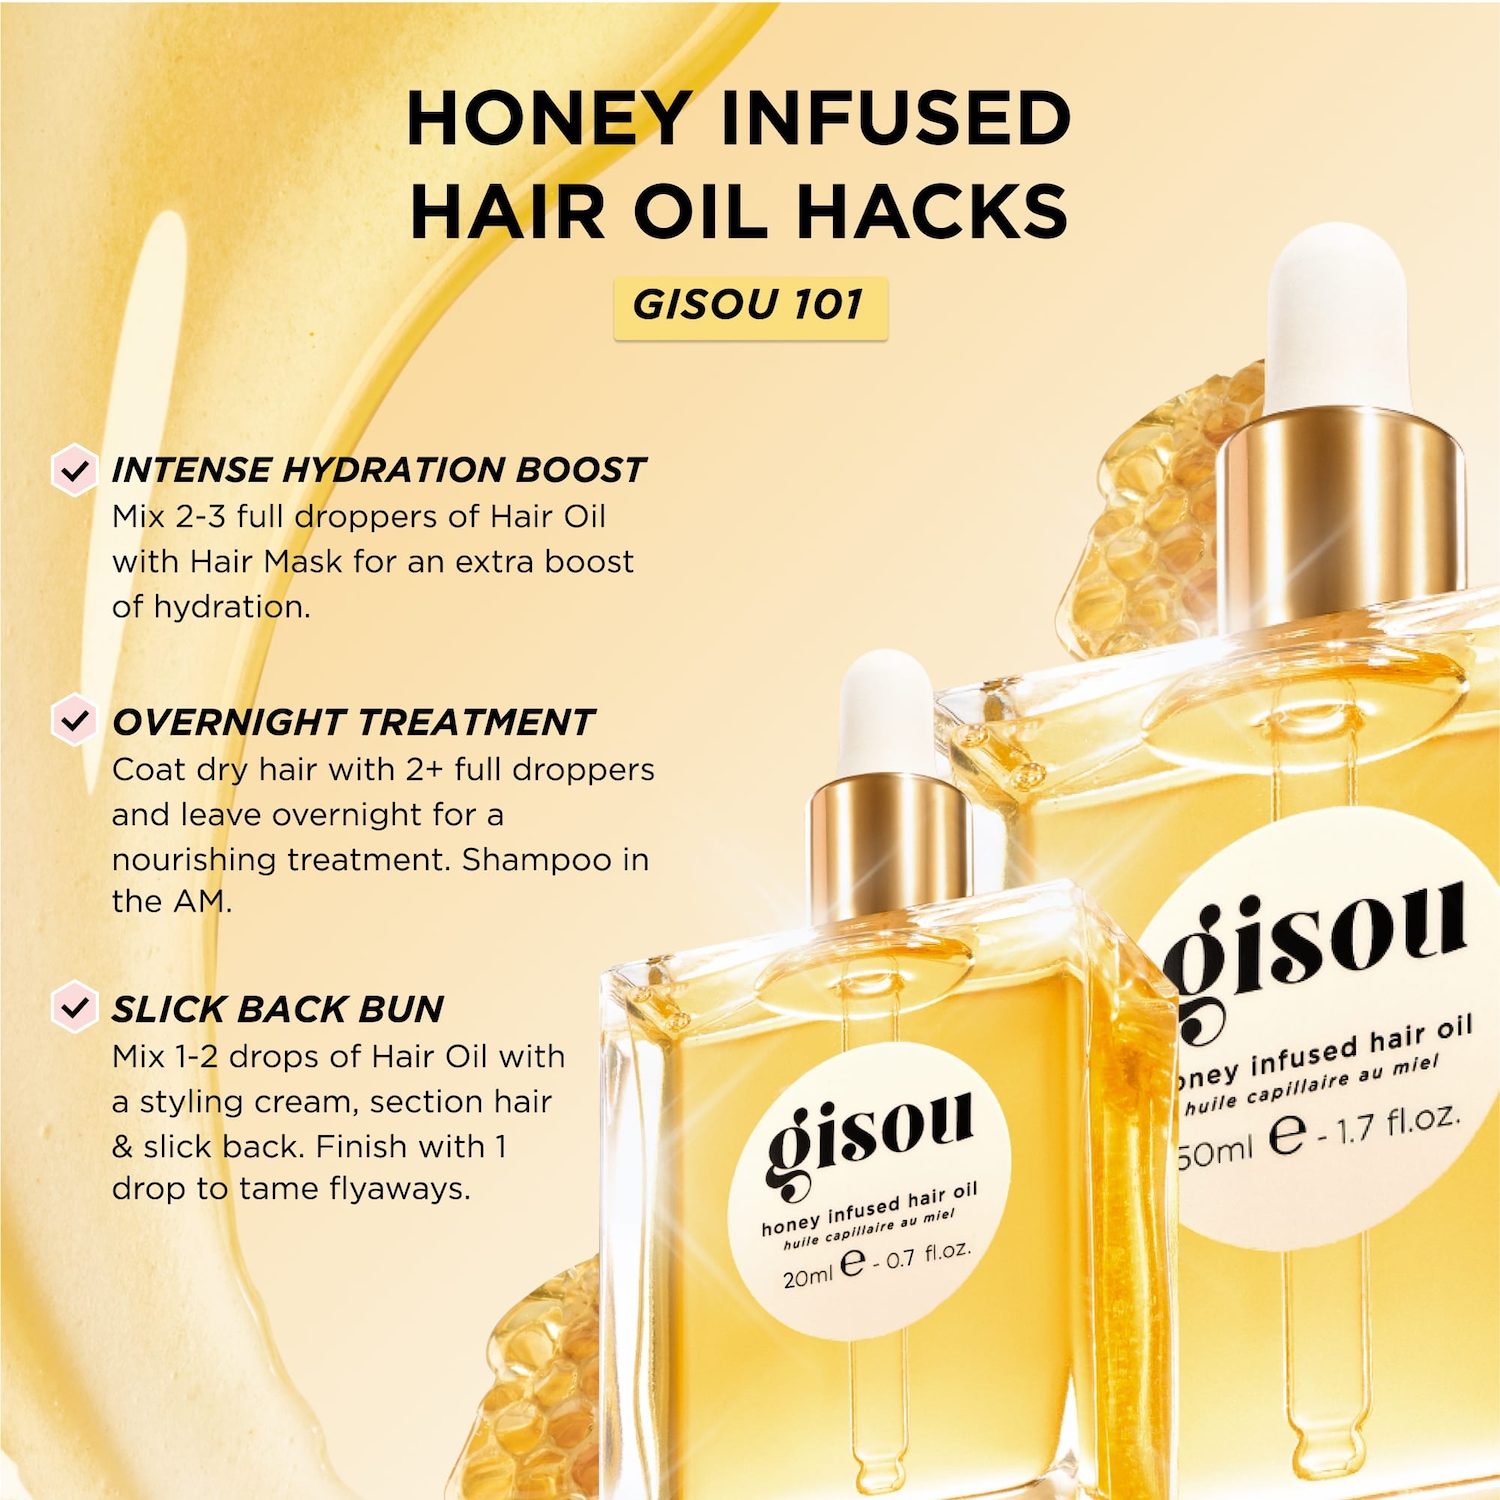 HONEY INFUSED
HAIR OIL HACKS
GISOU 101
INTENSE HYDRATION BOOST
Mix 2-3 full droppers of Hair Oil
with Hair Mask for an extra boost
of hydration.
OVERNIGHT TREATMENT
Coat dry hair with 2+ full droppers
and leave overnight for a
nourishing treatment. Shampoo in
the AM.
SLICK BACK BUN
Mix 1-2 drops of Hair Oil with
a styling cream, section hair
& slick back. Finish with 1
drop to tame flyaways.
gisou
honey infused hair oil
huile capillaire au miel
20ml e - 0.7 fl.oz.
gisou
oney infused hair oil
huile capillaire au miel
50ml e - 1.7 fl.oz.